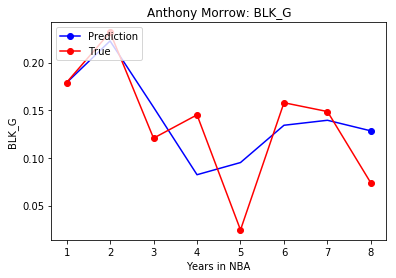 Anthony Morrow: BLK_G
Prediction
True
0.20
0.15
0.10
0.05
BLK_G
1 2 3 4 5 6 7 8
Years in NBA